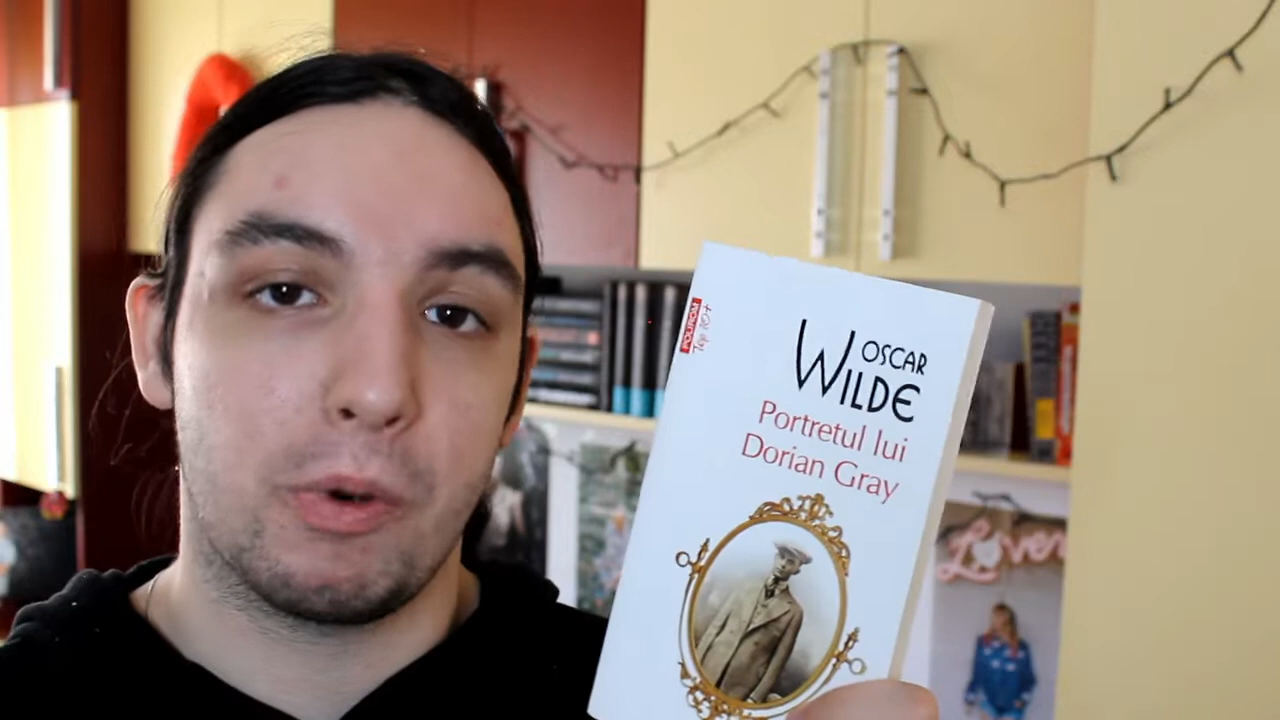 POLIROM
Top 10+
OSCAR
WILDE
Portretul lui
Dorian Gray
Lover